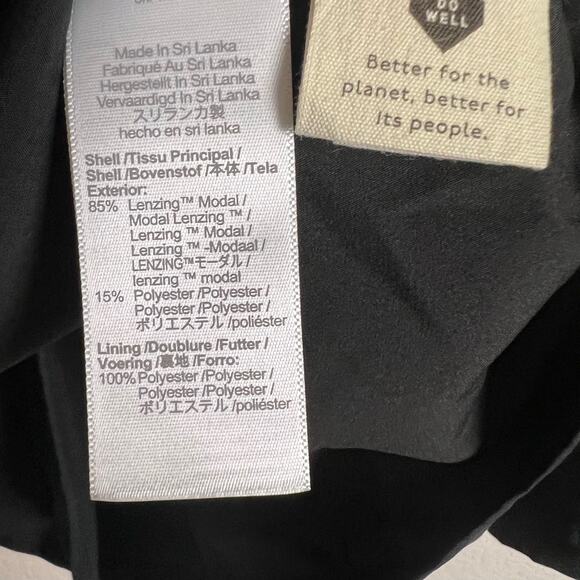 Made In Sri Lanka
Fabriqué Au Sri Lanka
Hergestellt In Sri Lanka
Vervaardigd In Sri Lanka
スリランカ製
hecho en sri lanka
Shell /Tissu Principal /
Shell /Bovenstof /本体 /Tela
Exterior:
85% Lenzing™ Modal /
Modal Lenzing ™ /
Lenzing ™ Modal /
Lenzing ™ -Modaal /
LENZING™モーダル /
lenzing ™ modal
15% Polyester /Polyester /
Polyester /Polyester /
ポリエステル /poliéster
Lining /Doublure /Futter /
Voering /裏地 /Forro:
100% Polyester /Polyester /
Polyester /Polyester /
ポリエステル /poliéster
DO
WELL
Better for the
planet, better for
its people.